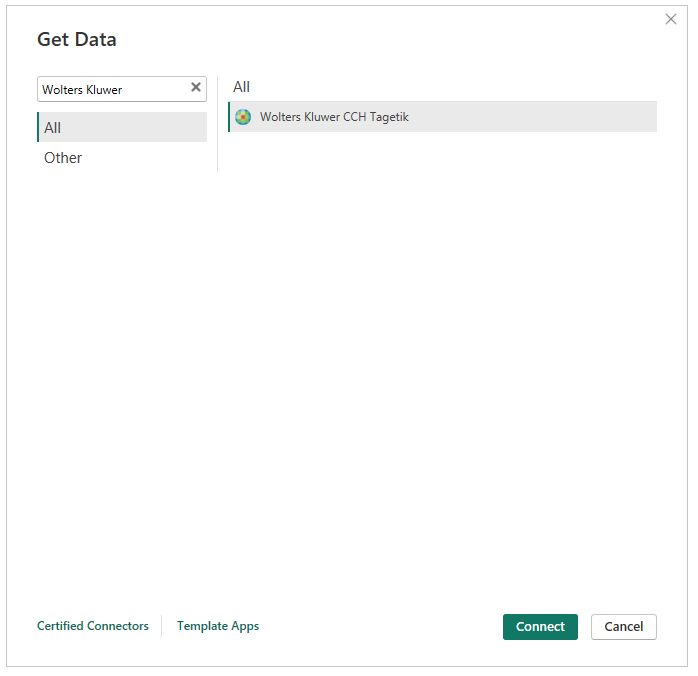 Get Data
Wolters Kluwer
All
Other
All
Wolters Kluwer CCH Tagetik
Certified Connectors
Template Apps
Connect
Cancel